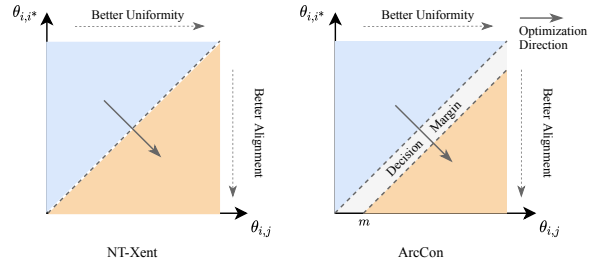 θ_{i,i*}
Better Uniformity
Better Alignment
θ_{i,j}
NT-Xent
θ_{i,i*}
Better Uniformity
Optimization
Direction
Decision Margin
Better Alignment
m
θ_{i,j}
ArcCon